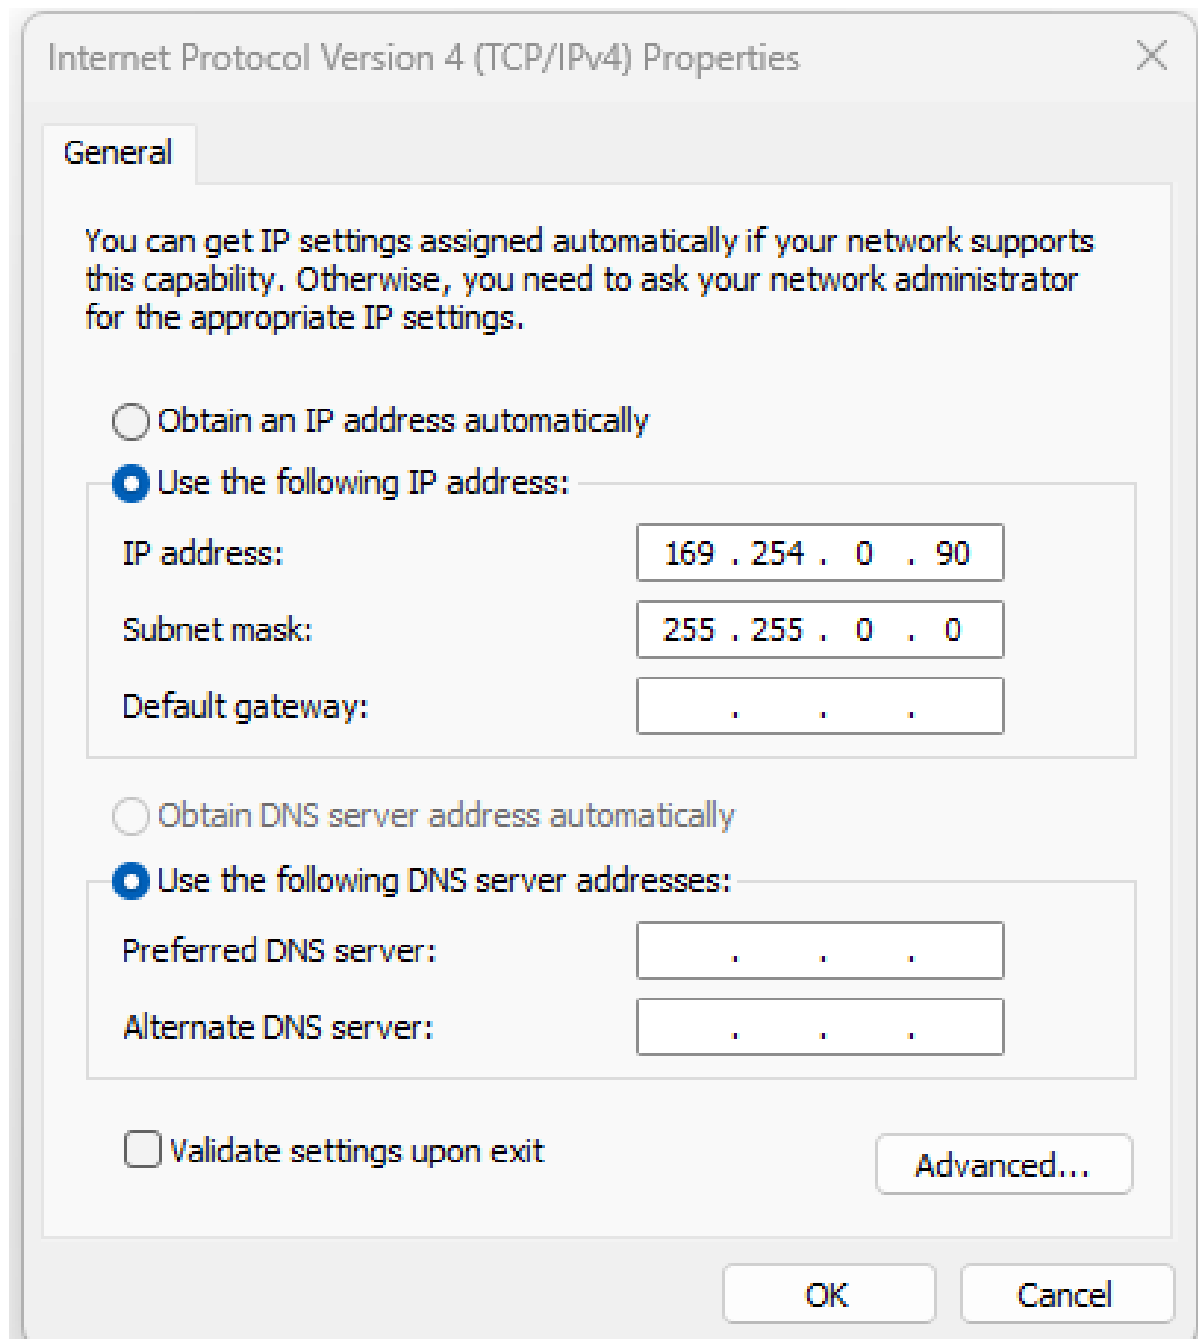 Internet Protocol Version 4 (TCP/IPv4) Properties
General
You can get IP settings assigned automatically if your network supports
this capability. Otherwise, you need to ask your network administrator
for the appropriate IP settings.
Obtain an IP address automatically
Use the following IP address:
IP address: 169 . 254 . 0 . 90
Subnet mask: 255 . 255 . 0 . 0
Default gateway: . . .
Obtain DNS server address automatically
Use the following DNS server addresses:
Preferred DNS server: . . .
Alternate DNS server: . . .
Validate settings upon exit
Advanced...
OK Cancel